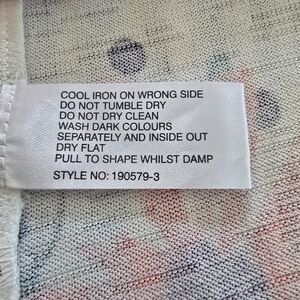 COOL IRON ON WRONG SIDE
DO NOT TUMBLE DRY
DO NOT DRY CLEAN
WASH DARK COLOURS
SEPARATELY AND INSIDE OUT
DRY FLAT
PULL TO SHAPE WHILST DAMP
STYLE NO: 190579-3